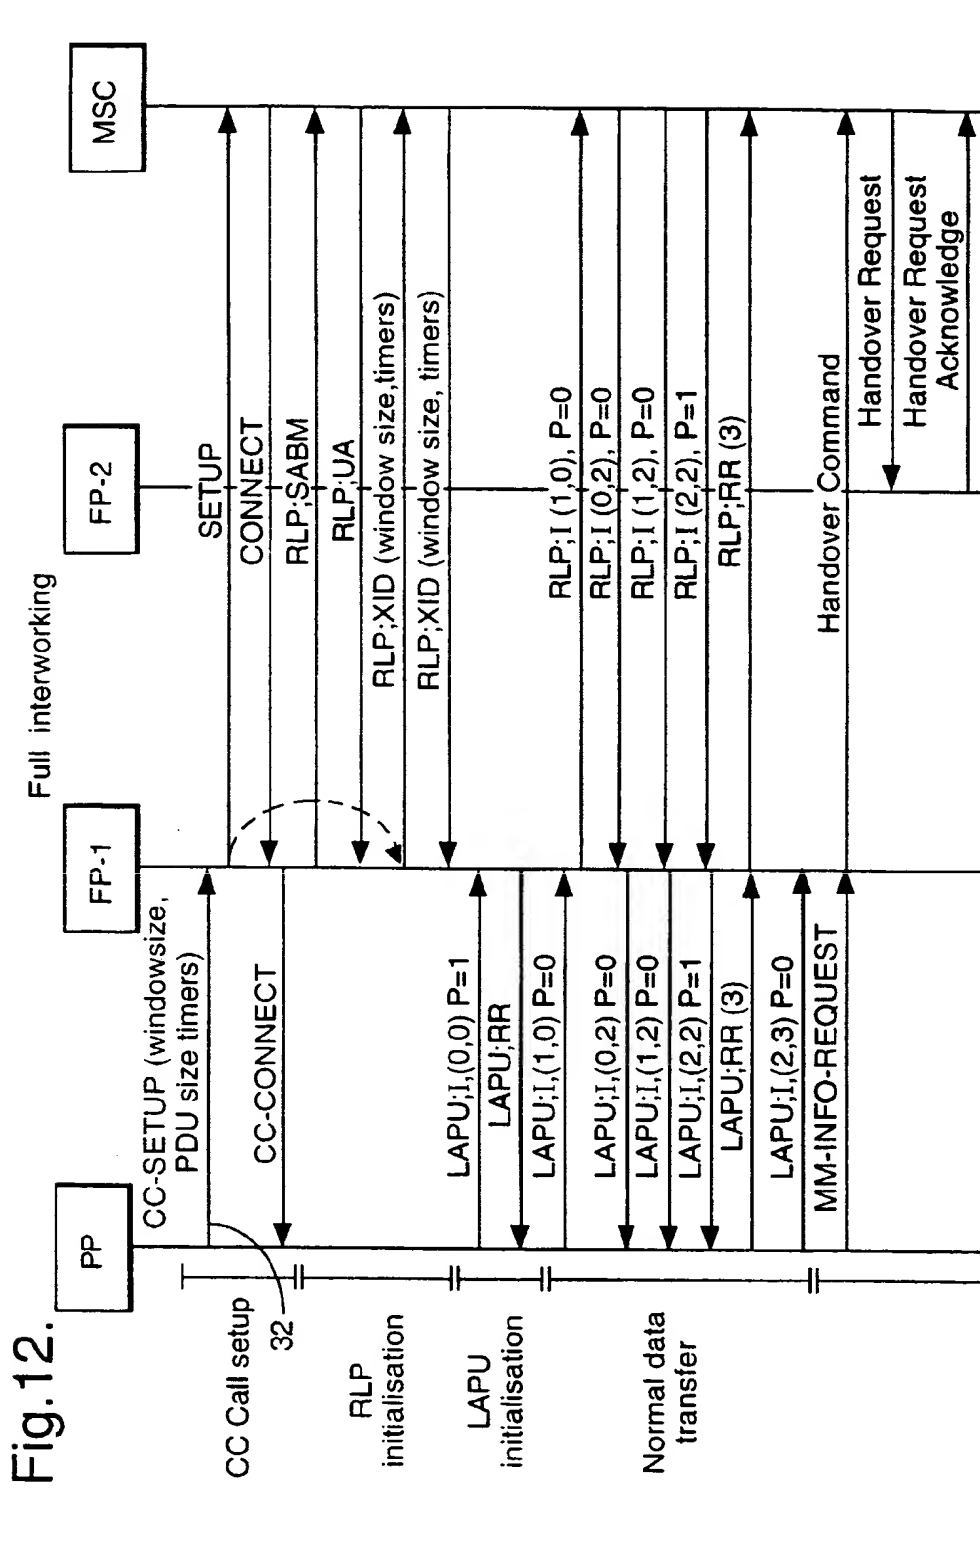 Fig.12.
Full interworking
PP
FP-1
FP-2
MSC
CC Call setup
32
RLP
initialisation
LAPU
initialisation
Normal data
transfer
CC-SETUP (windowsize,
PDU size timers)
SETUP
CONNECT
CC-CONNECT
RLP;SABM
RLP;UA
RLP;XID (window size,timers)
RLP;XID (window size, timers)
LAPU;I,(0,0) P=1
LAPU;RR
LAPU;I,(1,0) P=0
RLP;I (1,0), P=0
RLP;I (0,2), P=0
LAPU;I,(0,2) P=0
RLP;I (1,2), P=0
LAPU;I,(1,2) P=0
RLP;I (2,2), P=1
LAPU;I,(2,2) P=1
LAPU;RR (3)
RLP;RR (3)
LAPU;I,(2,3) P=0
MM-INFO-REQUEST
Handover Command
Handover Request
Handover Request
Acknowledge